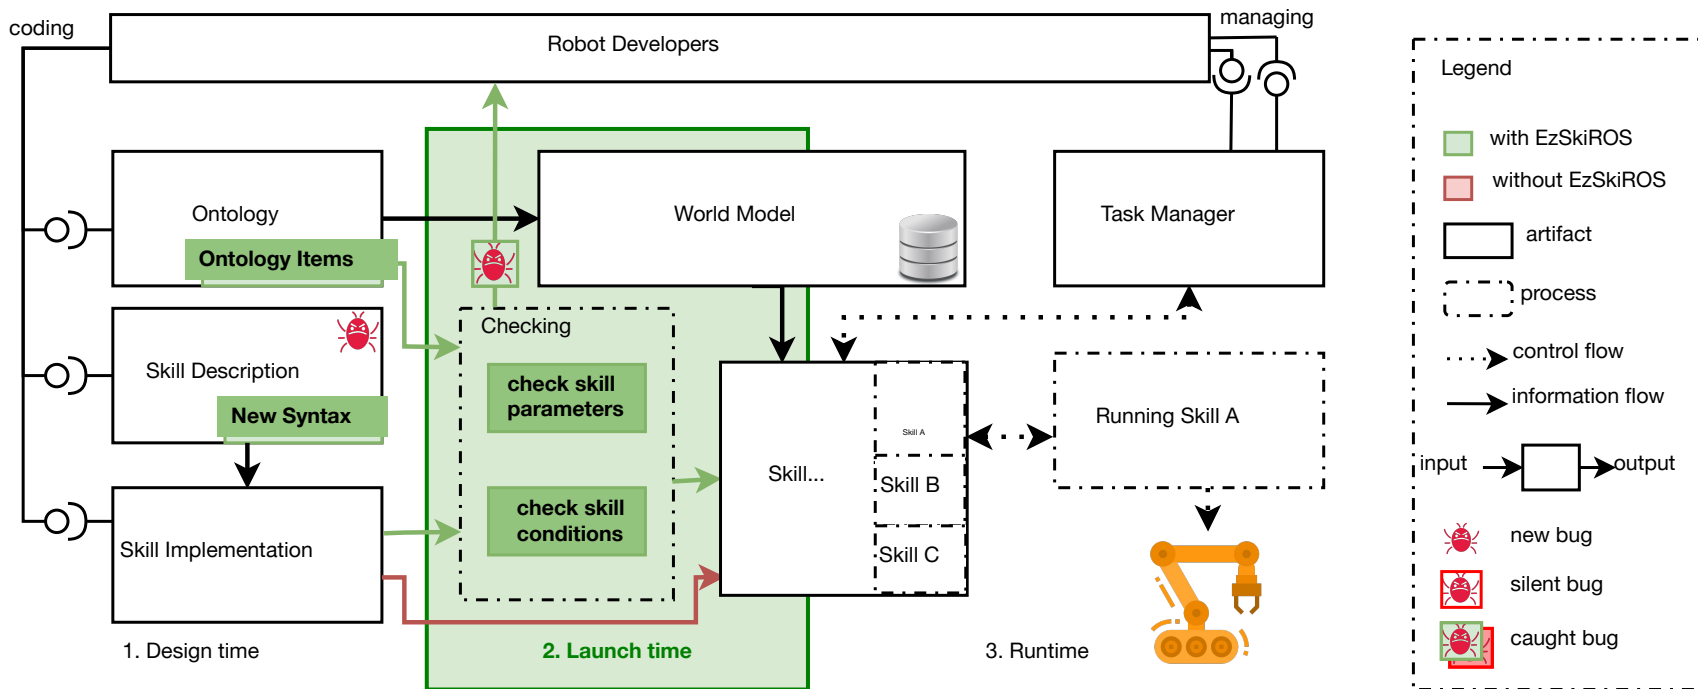 coding
Robot Developers
managing
Ontology
Ontology Items
World Model
Task Manager
Skill Description
New Syntax
Checking
check skill
parameters
check skill
conditions
Skill Implementation
Skill...
Skill A
Skill B
Skill C
Running Skill A
1. Design time
2. Launch time
3. Runtime
Legend
with EzSkiROS
without EzSkiROS
artifact
process
control flow
information flow
input
output
new bug
silent bug
caught bug